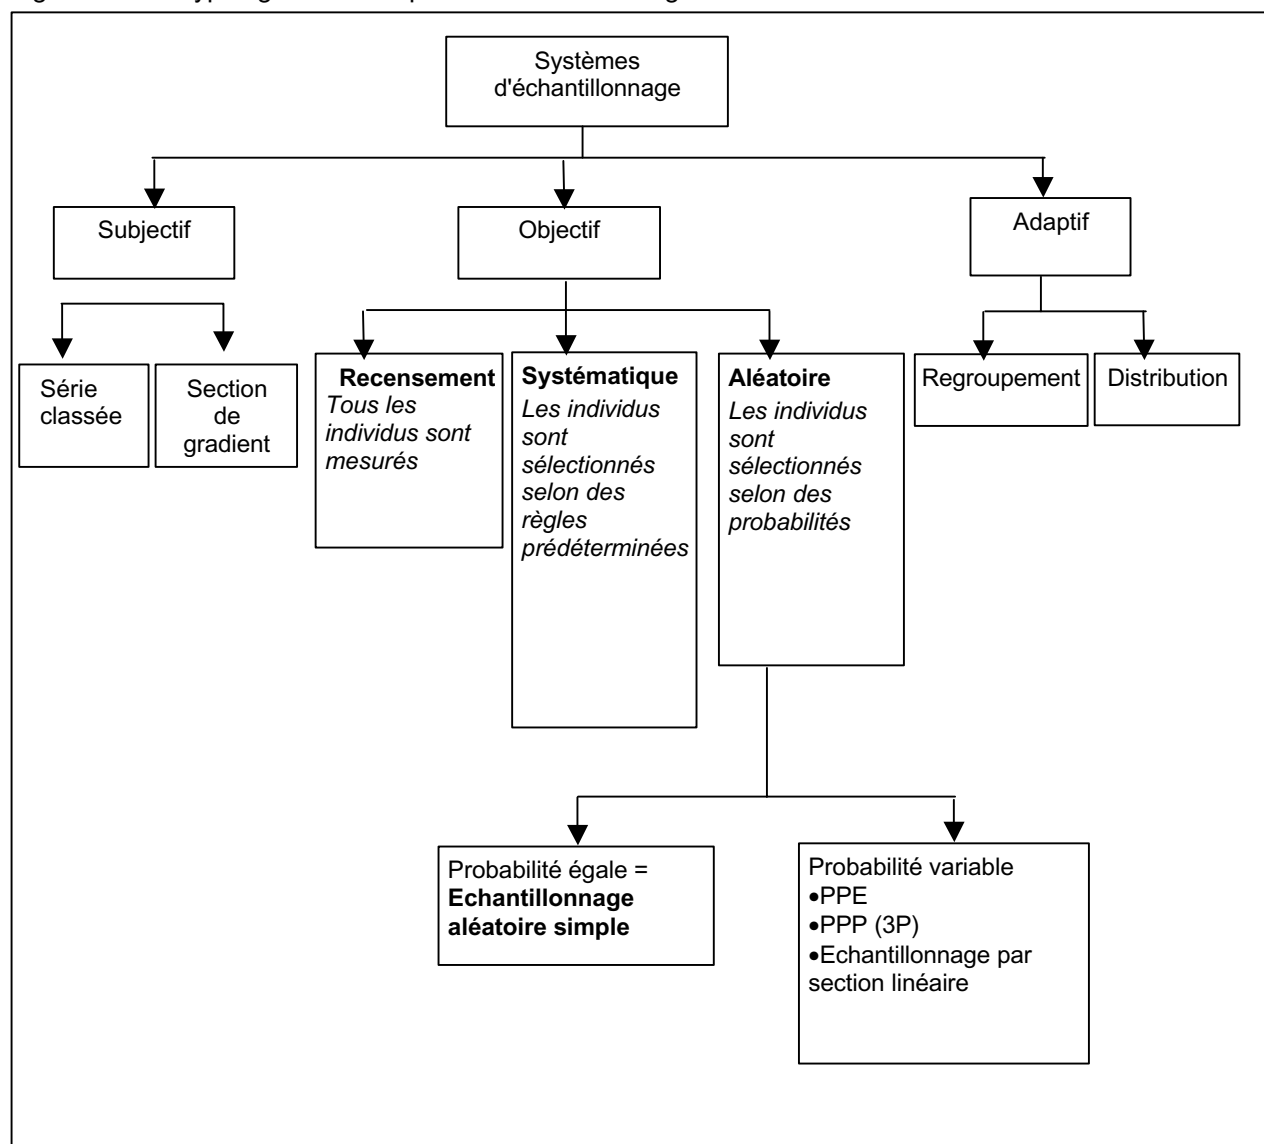 Systèmes
d'échantillonnage
Subjectif
Objectif
Adaptif
Série
classée
Section
de
gradient
Recensement
Tous les
individus sont
mesurés
Systématique
Les individus
sont
sélectionnés
selon des
règles
prédéterminées
Aléatoire
Les individus
sont
sélectionnés
selon des
probabilités
Regroupement
Distribution
Probabilité égale =
Echantillonnage
aléatoire simple
Probabilité variable
•PPE
•PPP (3P)
•Echantillonnage par
section linéaire